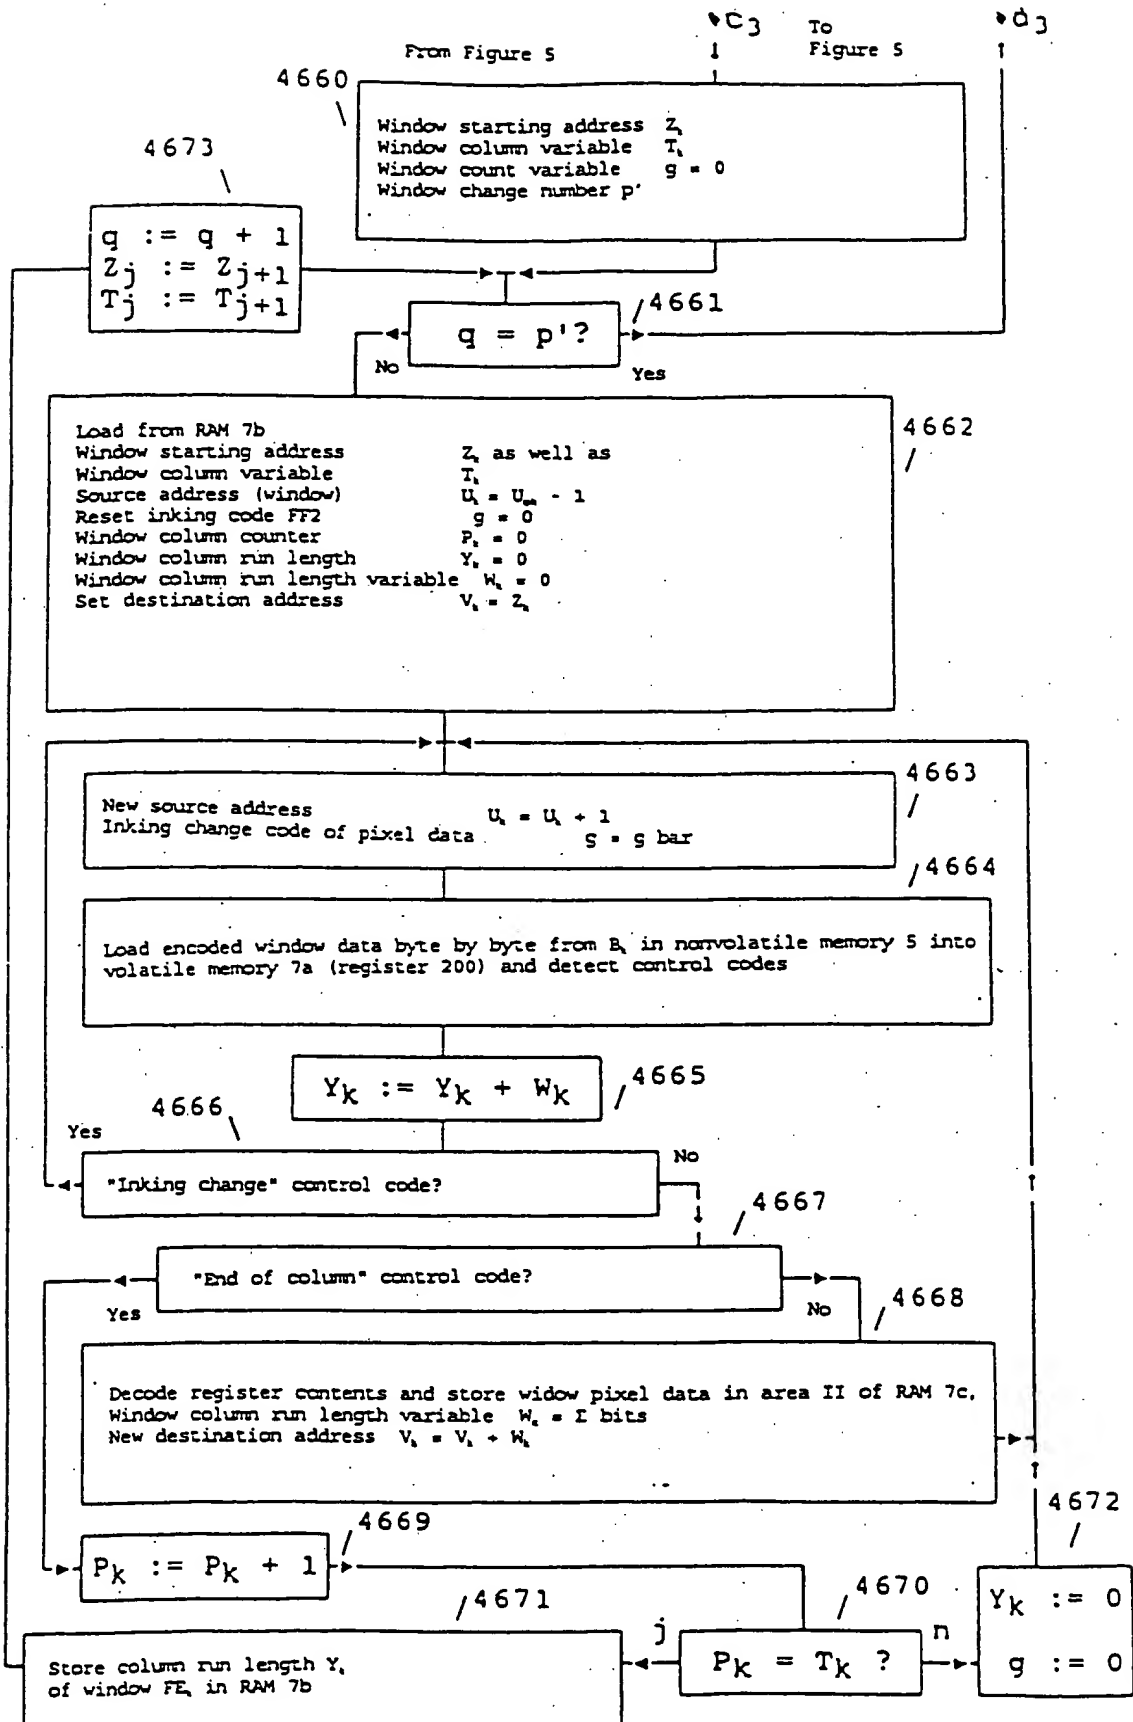 c3 To d3
From Figure 5 Figure 5
4660
Window starting address Zk
Window column variable Tk
Window count variable g = 0
Window change number p'
4673
q := q + 1
Zj := Zj+1
Tj := Tj+1
4661
q = p'?
No
Yes
4662
Load from RAM 7b
Window starting address Zk as well as
Window column variable Tk
Source address (window) Uk = Uok - 1
Reset inking code FF2 g = 0
Window column counter Pk = 0
Window column run length Yk = 0
Window column run length variable Wk = 0
Set destination address Vk = Zk
4663
New source address Uk = Uk + 1
Inking change code of pixel data g = g bar
4664
Load encoded window data byte by byte from Bk in nonvolatile memory 5 into
volatile memory 7a (register 200) and detect control codes
4665
Yk := Yk + Wk
4666
Yes
No
"Inking change" control code?
4667
"End of column" control code?
Yes
No
4668
Decode register contents and store widow pixel data in area II of RAM 7c,
Window column run length variable Wk = Σ bits
New destination address Vk = Vk + Wk
4669
Pk := Pk + 1
4672
Yk := 0
g := 0
4670
j
Pk = Tk ?
n
4671
Store column run length Yk
of window FEk in RAM 7b